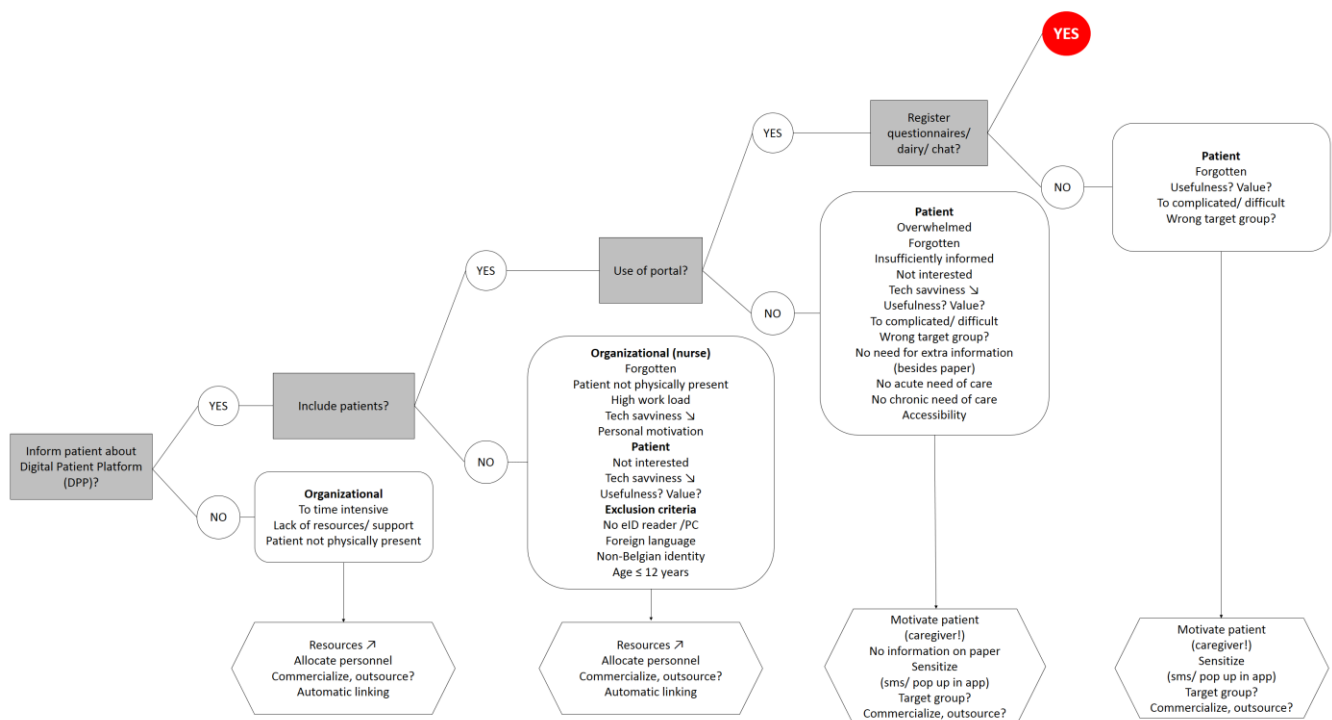 YES
Register
questionnaires/
dairy/ chat?
YES
NO
Patient
Forgotten
Usefulness? Value?
To complicated/ difficult
Wrong target group?
Use of portal?
YES
NO
Patient
Overwhelmed
Forgotten
Insufficiently informed
Not interested
Tech savviness ↘
Usefulness? Value?
To complicated/ difficult
Wrong target group?
No need for extra information
(besides paper)
No acute need of care
No chronic need of care
Accessibility
Include patients?
YES
NO
Organizational (nurse)
Forgotten
Patient not physically present
High work load
Tech savviness ↘
Personal motivation
Patient
Not interested
Tech savviness ↘
Usefulness? Value?
Exclusion criteria
No eID reader /PC
Foreign language
Non-Belgian identity
Age ≤ 12 years
Inform patient about
Digital Patient Platform
(DPP)?
NO
Organizational
To time intensive
Lack of resources/ support
Patient not physically present
Resources ↗
Allocate personnel
Commercialize, outsource?
Automatic linking
Resources ↗
Allocate personnel
Commercialize, outsource?
Automatic linking
Motivate patient
(caregiver!)
No information on paper
Sensitize
(sms/ pop up in app)
Target group?
Commercialize, outsource?
Motivate patient
(caregiver!)
Sensitize
(sms/ pop up in app)
Target group?
Commercialize, outsource?